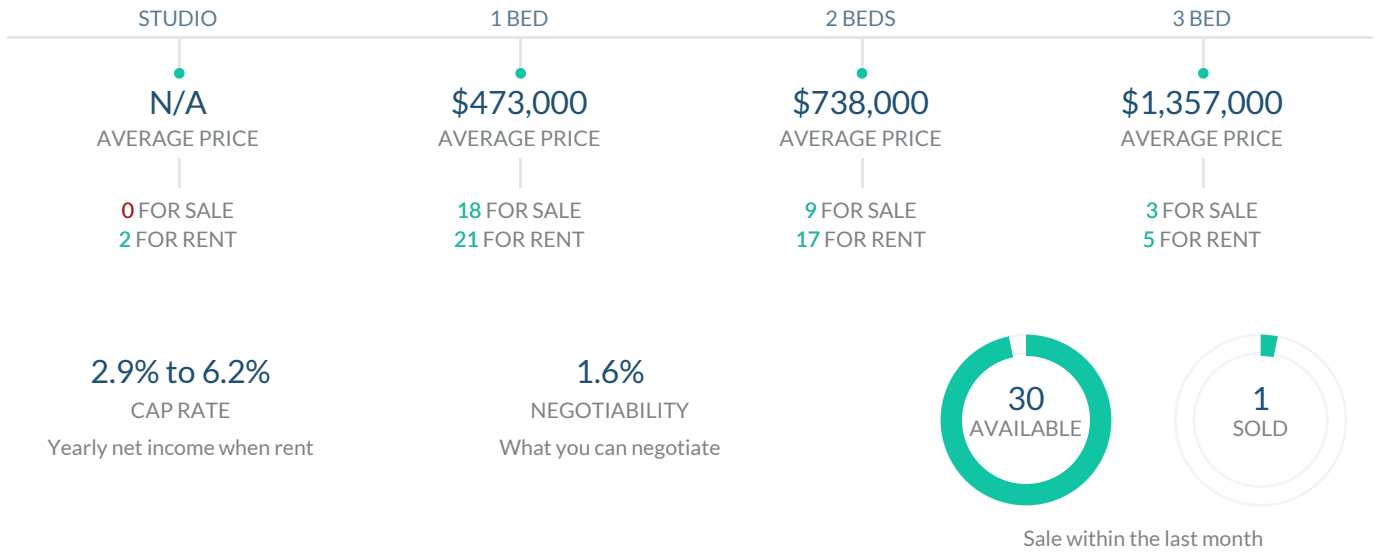 STUDIO
1 BED
2 BEDS
3 BED
N/A
AVERAGE PRICE
$473,000
AVERAGE PRICE
$738,000
AVERAGE PRICE
$1,357,000
AVERAGE PRICE
0 FOR SALE
2 FOR RENT
18 FOR SALE
21 FOR RENT
9 FOR SALE
17 FOR RENT
3 FOR SALE
5 FOR RENT
2.9% to 6.2%
CAP RATE
Yearly net income when rent
1.6%
NEGOTIABILITY
What you can negotiate
30
AVAILABLE
1
SOLD
Sale within the last month